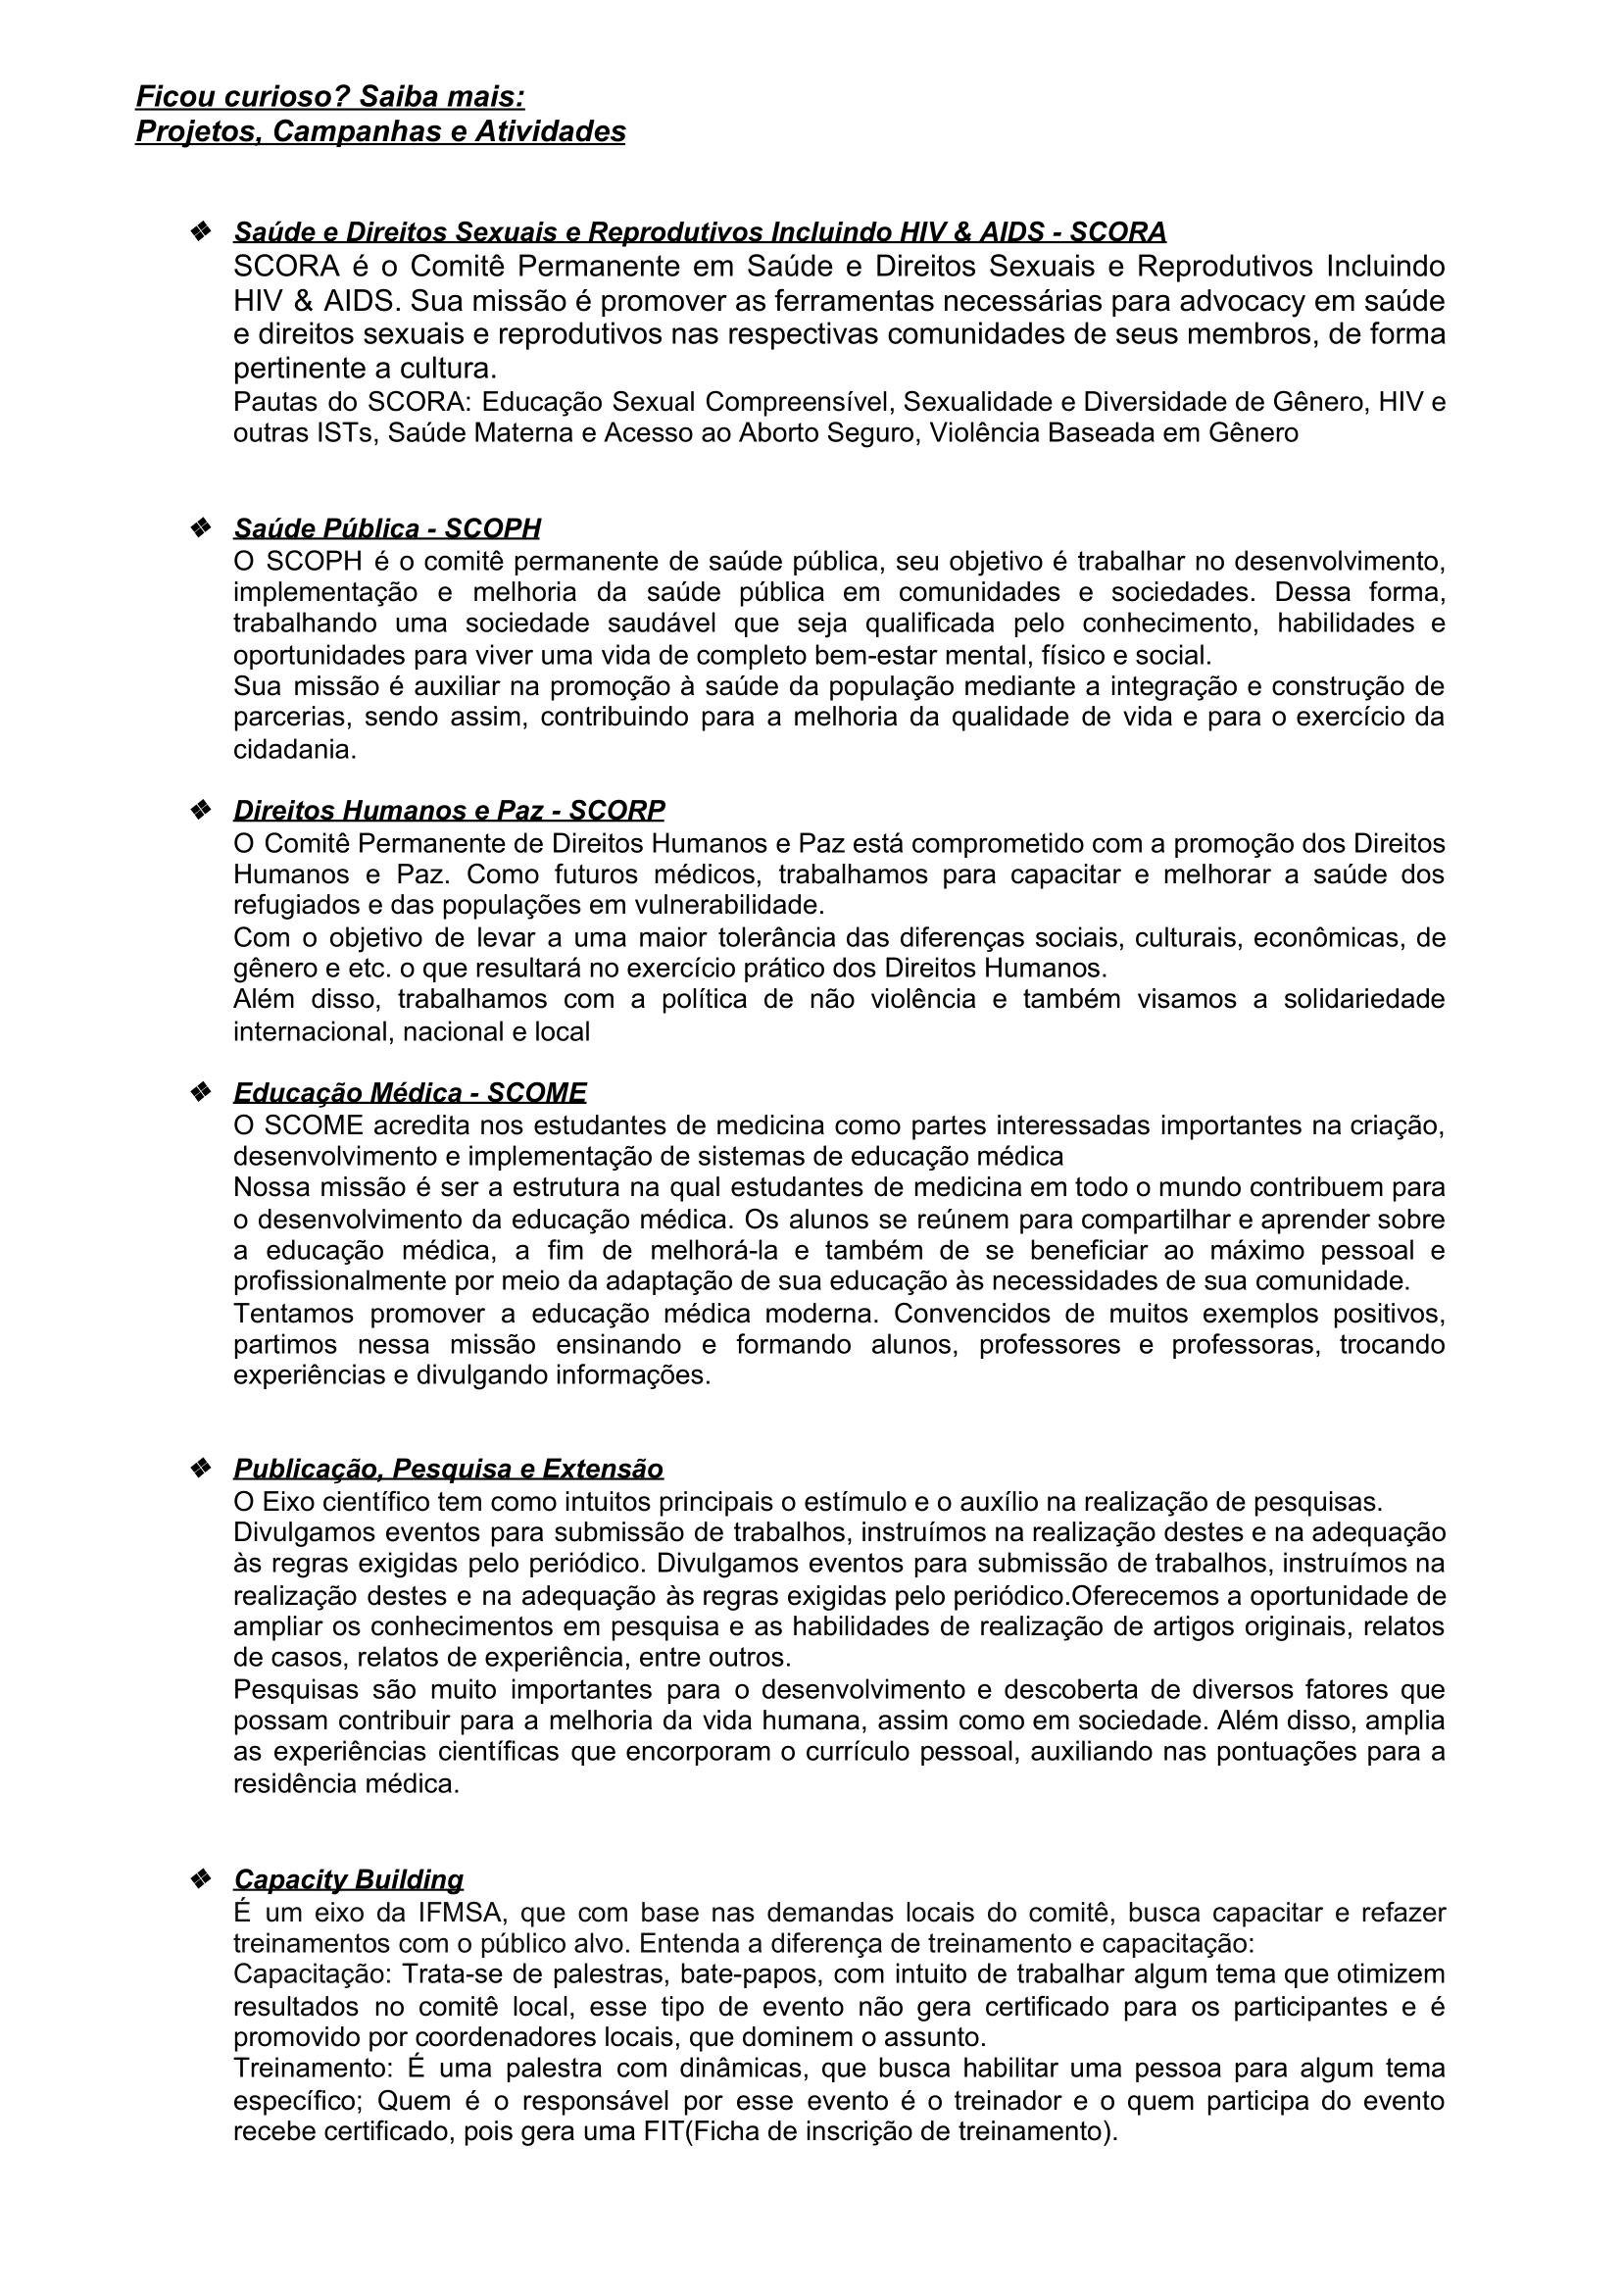 Ficou curioso? Saiba mais:
Projetos, Campanhas e Atividades
❖ Saúde e Direitos Sexuais e Reprodutivos Incluindo HIV & AIDS - SCORA
SCORA é o Comitê Permanente em Saúde e Direitos Sexuais e Reprodutivos Incluindo
HIV & AIDS. Sua missão é promover as ferramentas necessárias para advocacy em saúde
e direitos sexuais e reprodutivos nas respectivas comunidades de seus membros, de forma
pertinente a cultura.
Pautas do SCORA: Educação Sexual Compreensível, Sexualidade e Diversidade de Gênero, HIV e
outras ISTs, Saúde Materna e Acesso ao Aborto Seguro, Violência Baseada em Gênero
❖ Saúde Pública - SCOPH
O SCOPH é o comitê permanente de saúde pública, seu objetivo é trabalhar no desenvolvimento,
implementação e melhoria da saúde pública em comunidades e sociedades. Dessa forma,
trabalhando uma sociedade saudável que seja qualificada pelo conhecimento, habilidades e
oportunidades para viver uma vida de completo bem-estar mental, físico e social.
Sua missão é auxiliar na promoção à saúde da população mediante a integração e construção de
parcerias, sendo assim, contribuindo para a melhoria da qualidade de vida e para o exercício da
cidadania.
❖ Direitos Humanos e Paz - SCORP
O Comitê Permanente de Direitos Humanos e Paz está comprometido com a promoção dos Direitos
Humanos e Paz. Como futuros médicos, trabalhamos para capacitar e melhorar a saúde dos
refugiados e das populações em vulnerabilidade.
Com o objetivo de levar a uma maior tolerância das diferenças sociais, culturais, econômicas, de
gênero e etc. o que resultará no exercício prático dos Direitos Humanos.
Além disso, trabalhamos com a política de não violência e também visamos a solidariedade
internacional, nacional e local
❖ Educação Médica - SCOME
O SCOME acredita nos estudantes de medicina como partes interessadas importantes na criação,
desenvolvimento e implementação de sistemas de educação médica
Nossa missão é ser a estrutura na qual estudantes de medicina em todo o mundo contribuem para
o desenvolvimento da educação médica. Os alunos se reúnem para compartilhar e aprender sobre
a educação médica, a fim de melhorá-la e também de se beneficiar ao máximo pessoal e
profissionalmente por meio da adaptação de sua educação às necessidades de sua comunidade.
Tentamos promover a educação médica moderna. Convencidos de muitos exemplos positivos,
partimos nessa missão ensinando e formando alunos, professores e professoras, trocando
experiências e divulgando informações.
❖ Publicação, Pesquisa e Extensão
O Eixo científico tem como intuitos principais o estímulo e o auxílio na realização de pesquisas.
Divulgamos eventos para submissão de trabalhos, instruímos na realização destes e na adequação
às regras exigidas pelo periódico. Divulgamos eventos para submissão de trabalhos, instruímos na
realização destes e na adequação às regras exigidas pelo periódico.Oferecemos a oportunidade de
ampliar os conhecimentos em pesquisa e as habilidades de realização de artigos originais, relatos
de casos, relatos de experiência, entre outros.
Pesquisas são muito importantes para o desenvolvimento e descoberta de diversos fatores que
possam contribuir para a melhoria da vida humana, assim como em sociedade. Além disso, amplia
as experiências científicas que encorporam o currículo pessoal, auxiliando nas pontuações para a
residência médica.
❖ Capacity Building
É um eixo da IFMSA, que com base nas demandas locais do comitê, busca capacitar e refazer
treinamentos com o público alvo. Entenda a diferença de treinamento e capacitação:
Capacitação: Trata-se de palestras, bate-papos, com intuito de trabalhar algum tema que otimizem
resultados no comitê local, esse tipo de evento não gera certificado para os participantes e é
promovido por coordenadores locais, que dominem o assunto.
Treinamento: É uma palestra com dinâmicas, que busca habilitar uma pessoa para algum tema
específico; Quem é o responsável por esse evento é o treinador e o quem participa do evento
recebe certificado, pois gera uma FIT(Ficha de inscrição de treinamento).